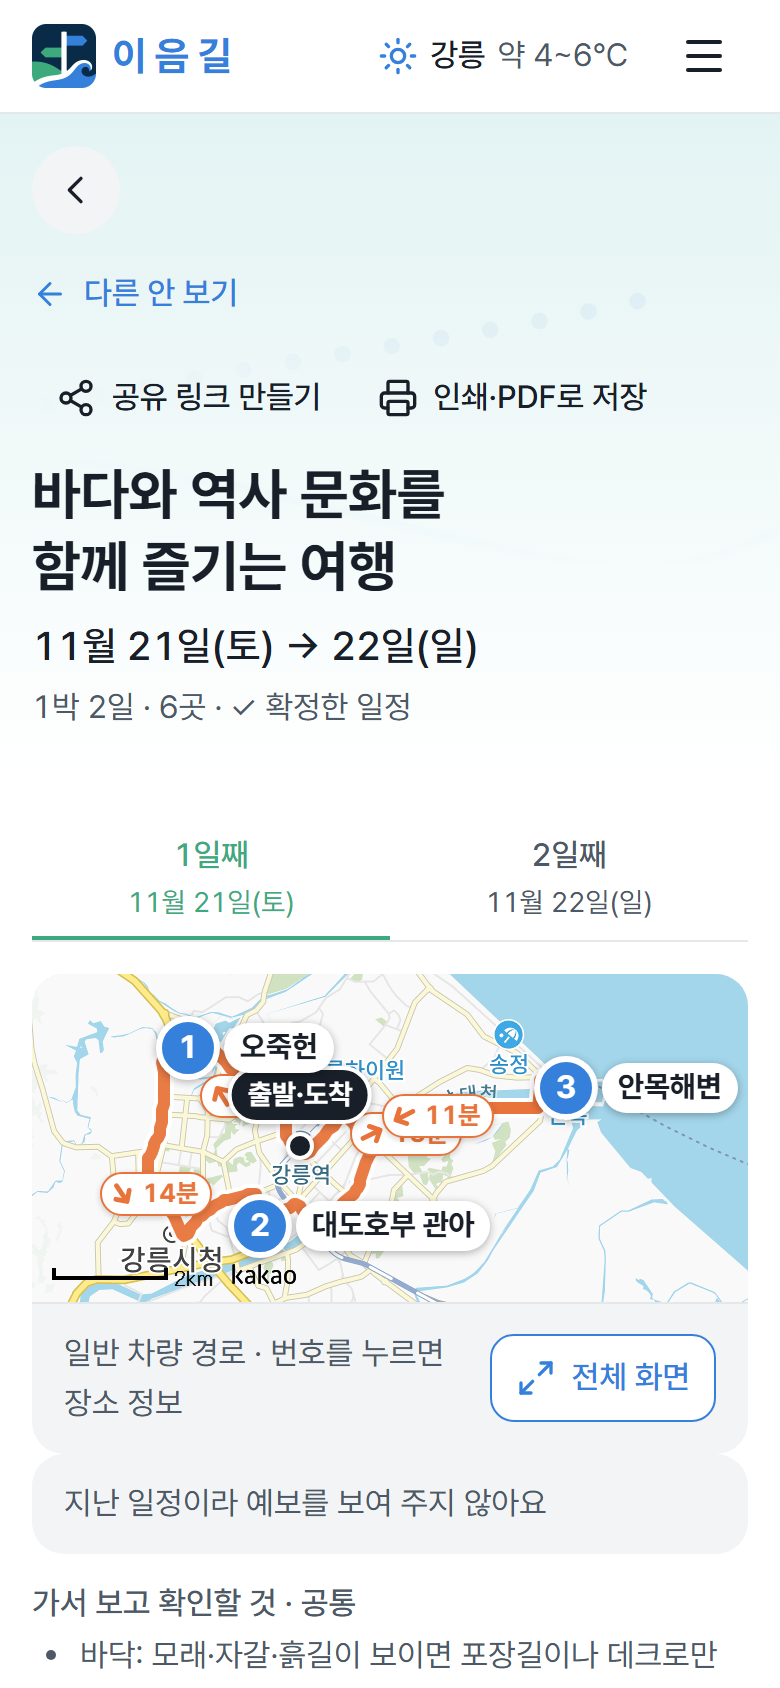 이음길
강릉 약 4~6°C
다른 안 보기
공유 링크 만들기
인쇄·PDF로 저장
바다와 역사 문화를
함께 즐기는 여행
11월 21일(토) → 22일(일)
1박 2일 · 6곳 · ✓ 확정한 일정
1일째
11월 21일(토)
2일째
11월 22일(일)
1 오죽헌
출발·도착
송정
3 안목해변
11분
강릉역
14분
2 대도호부 관아
강릉시청
2km kakao
일반 차량 경로 · 번호를 누르면
장소 정보
전체 화면
지난 일정이라 예보를 보여 주지 않아요
가서 보고 확인할 것 · 공통
• 바닥: 모래·자갈·흙길이 보이면 포장길이나 데크로만